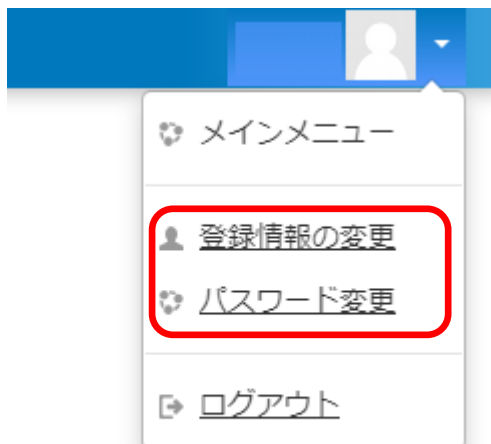 メインメニュー
登録情報の変更
パスワード変更
ログアウト